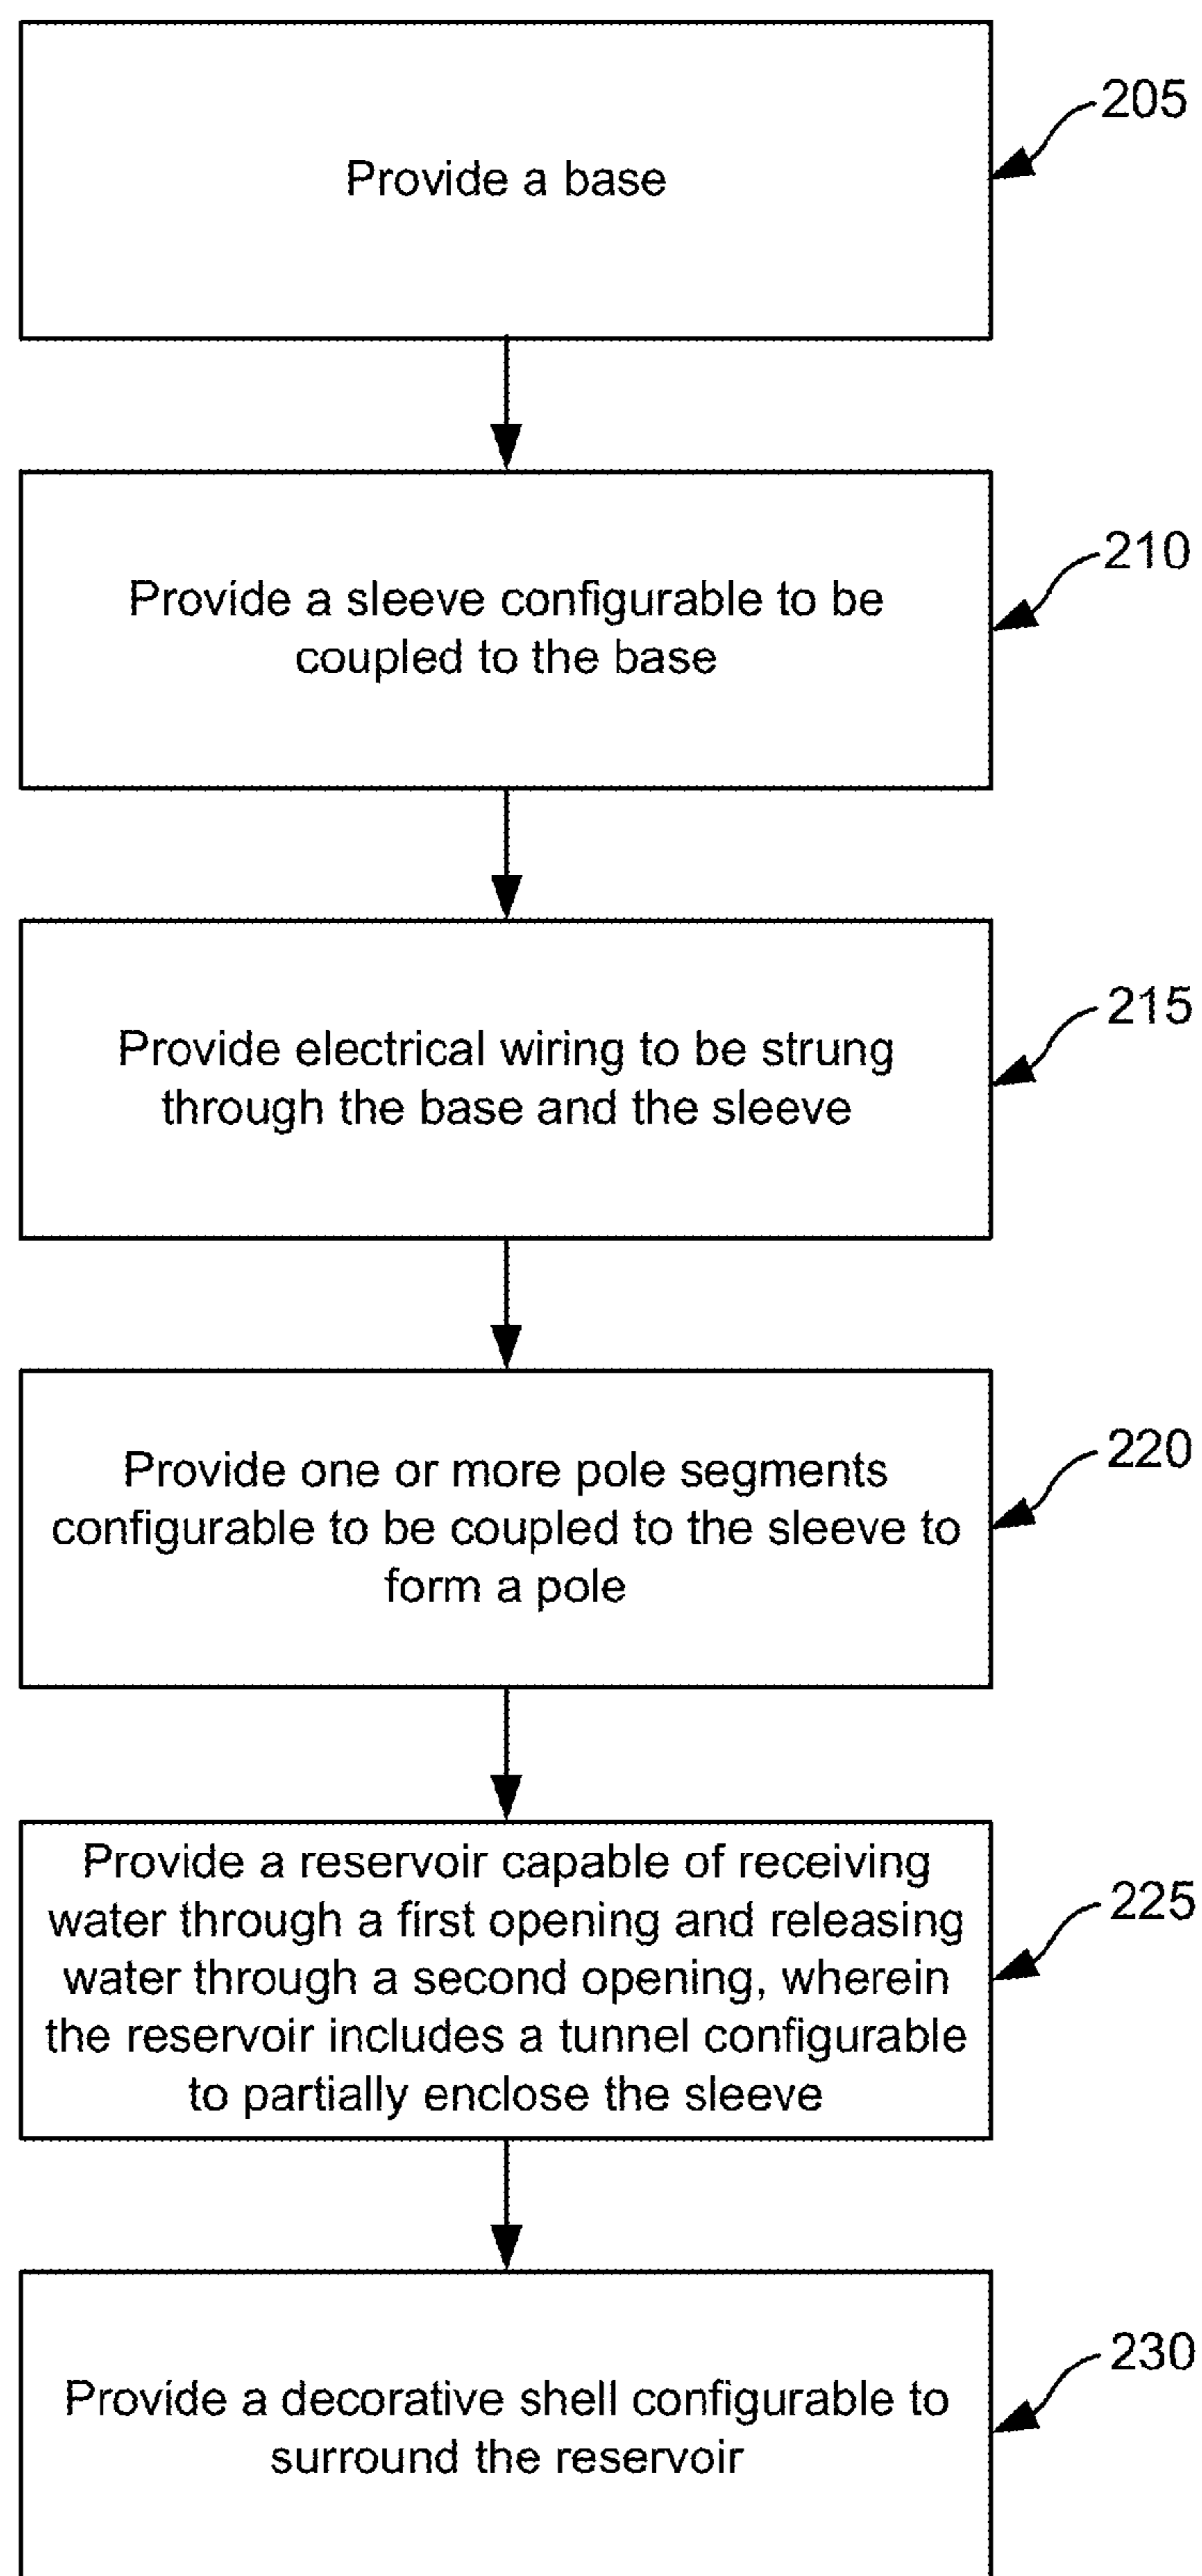 Provide a base
205
Provide a sleeve configurable to be
coupled to the base
210
Provide electrical wiring to be strung
through the base and the sleeve
215
Provide one or more pole segments
configurable to be coupled to the sleeve to
form a pole
220
Provide a reservoir capable of receiving
water through a first opening and releasing
water through a second opening, wherein
the reservoir includes a tunnel configurable
to partially enclose the sleeve
225
Provide a decorative shell configurable to
surround the reservoir
230